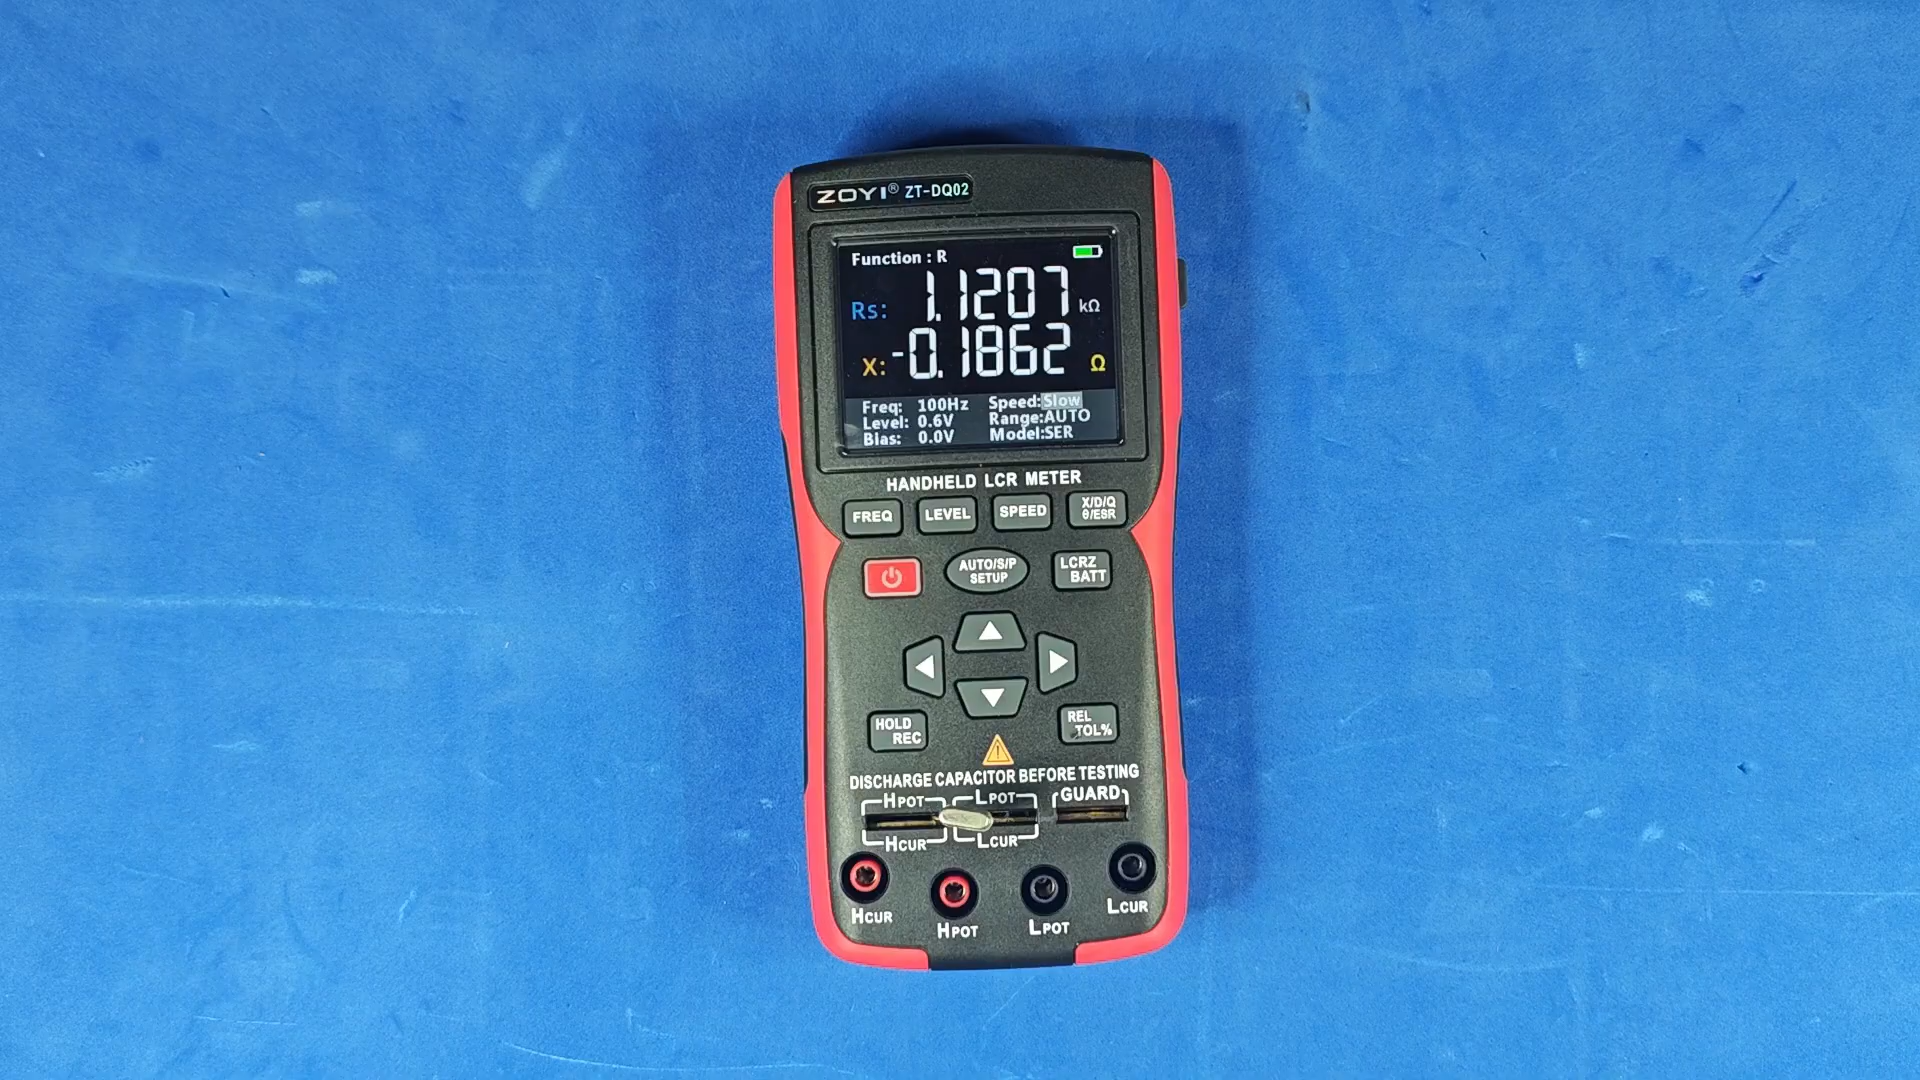 ZOYI® ZT-DQ02
Function : R
Rs: 1.1207 kΩ
X: -0.1862 Ω
Freq: 100Hz Speed:Slow
Level: 0.6V Range:AUTO
Bias: 0.0V Model:SER
HANDHELD LCR METER
FREQ LEVEL SPEED X/D/Q
θ/ESR
AUTO/S/P
SETUP
LCRZ
BATT
HOLD
REC
REL
TOL%
DISCHARGE CAPACITOR BEFORE TESTING
HPOT LPOT GUARD
HCUR LCUR
HCUR HPOT LPOT LCUR